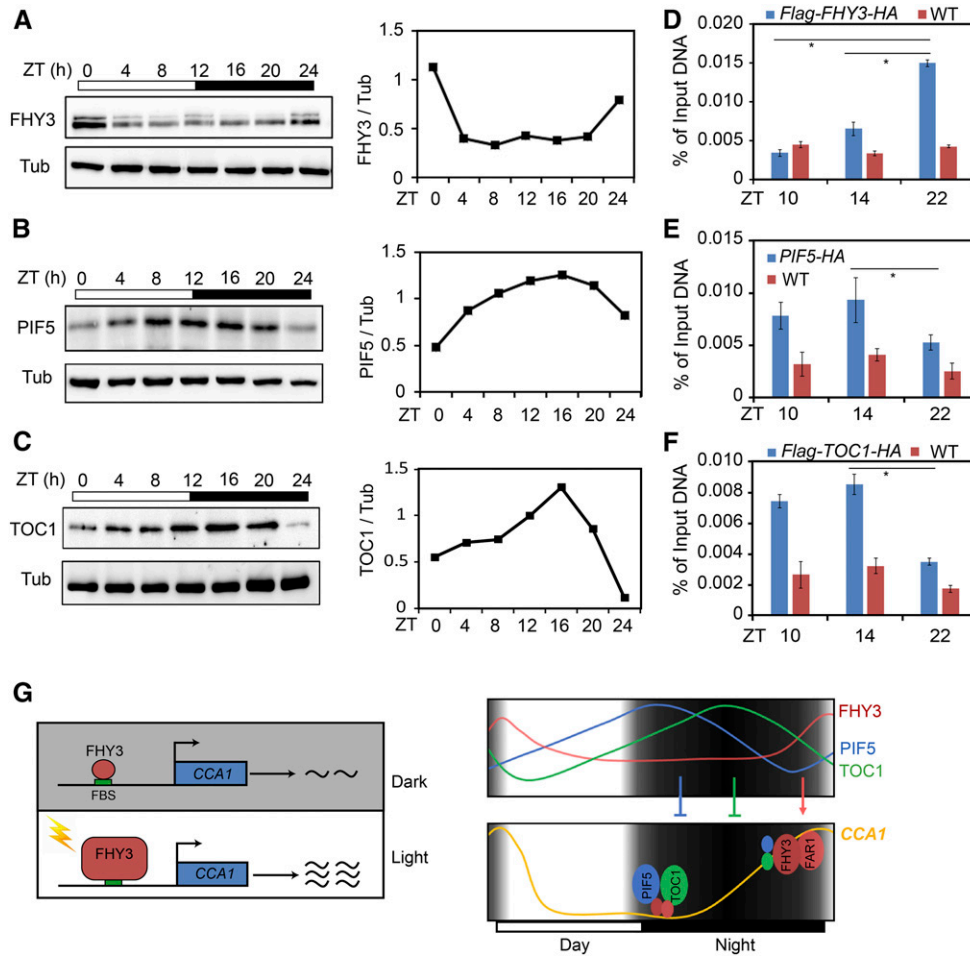 A
ZT (h) 0 4 8 12 16 20 24
FHY3
Tub
FHY3 / Tub
1.5
1
0.5
0
ZT 0 4 8 12 16 20 24
B
ZT (h) 0 4 8 12 16 20 24
PIF5
Tub
PIF5 / Tub
1.5
1
0.5
0
ZT 0 4 8 12 16 20 24
C
ZT (h) 0 4 8 12 16 20 24
TOC1
Tub
TOC1 / Tub
1.5
1
0.5
0
ZT 0 4 8 12 16 20 24
D
Flag-FHY3-HA WT
% of Input DNA
0.020
0.015
0.010
0.005
0
* *
ZT 10 14 22
E
PIF5-HA
WT
% of Input DNA
0.015
0.010
0.005
0
*
ZT 10 14 22
F
Flag-TOC1-HA WT
% of Input DNA
0.010
0.008
0.006
0.004
0.002
0
*
ZT 10 14 22
G
FHY3
FBS
CCA1
Dark
FHY3
CCA1
Light
FHY3
PIF5
TOC1
CCA1
PIF5
TOC1
FHY3
FAR1
Day
Night